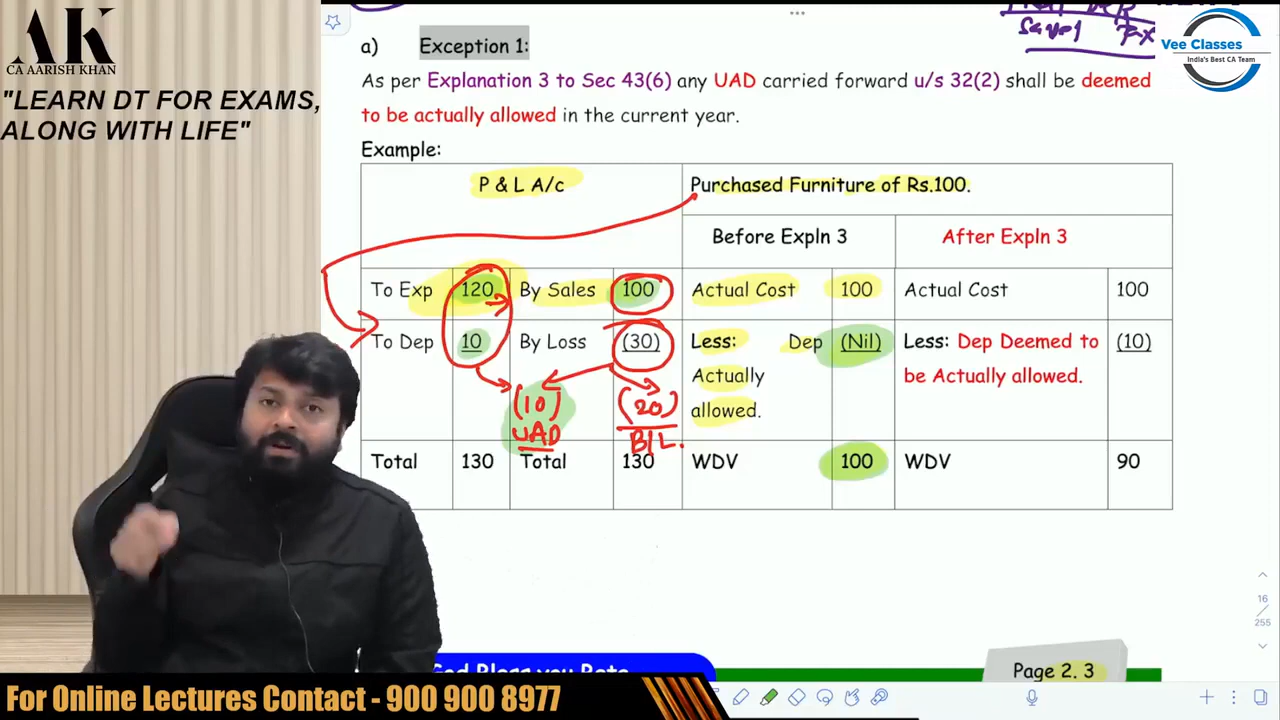 AK
CA AARISH KHAN
"LEARN DT FOR EXAMS,
ALONG WITH LIFE"
Vee Classes
India's Best CA Team
a) Exception 1:
As per Explanation 3 to Sec 43(6) any UAD carried forward u/s 32(2) shall be deemed
to be actually allowed in the current year.
Example:
P & L A/c
Purchased Furniture of Rs.100.
Before Expln 3
After Expln 3
To Exp 120 By Sales 100 Actual Cost 100 Actual Cost 100
To Dep 10 By Loss (30) Less: Dep (Nil) Less: Dep Deemed to (10)
Actually be Actually allowed.
(10) (20) allowed.
UAD B/L.
Total 130 Total 130 WDV 100 WDV 90
16
/
255
Page 2. 3
For Online Lectures Contact - 900 900 8977